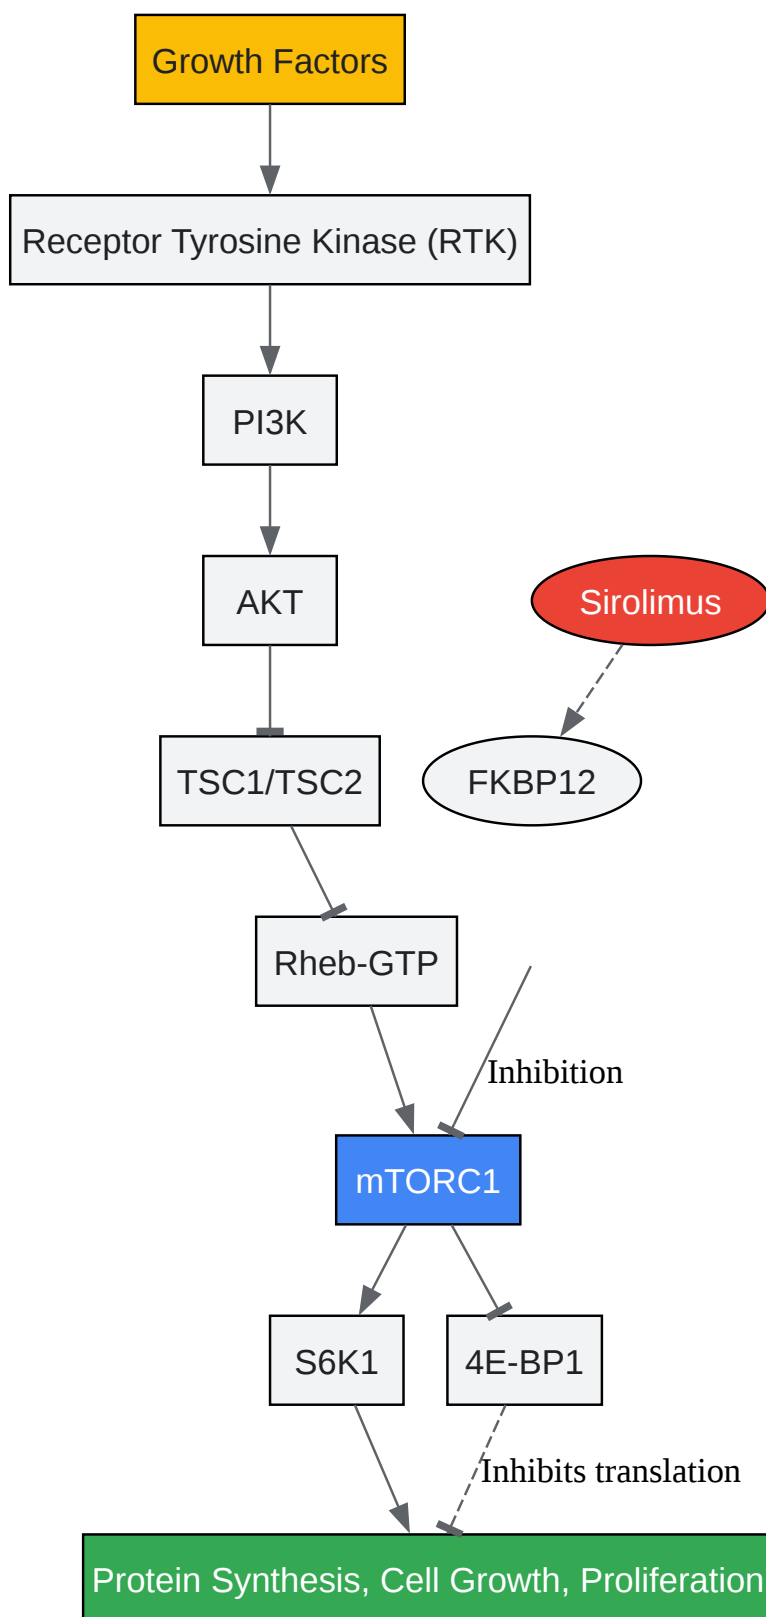 Growth Factors
Receptor Tyrosine Kinase (RTK)
PI3K
AKT
Sirolimus
TSC1/TSC2
FKBP12
Rheb-GTP
Inhibition
mTORC1
S6K1
4E-BP1
Inhibits translation
Protein Synthesis, Cell Growth, Proliferation